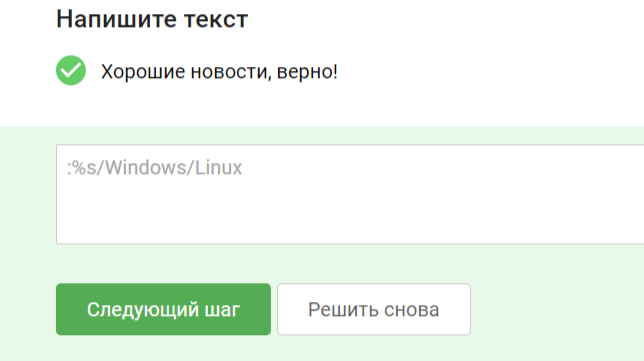 Напишите текст
Хорошие новости, верно!
:%s/Windows/Linux
Следующий шаг
Решить снова